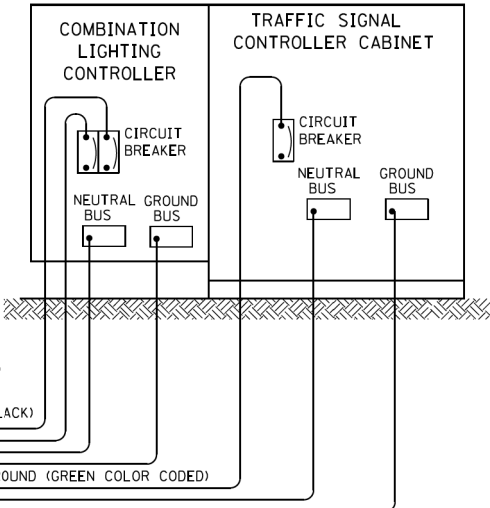 COMBINATION
LIGHTING
CONTROLLER
TRAFFIC SIGNAL
CONTROLLER CABINET
CIRCUIT
BREAKER
CIRCUIT
BREAKER
NEUTRAL
BUS
GROUND
BUS
NEUTRAL
BUS
GROUND
BUS
LACK)
OUND (GREEN COLOR CODED)